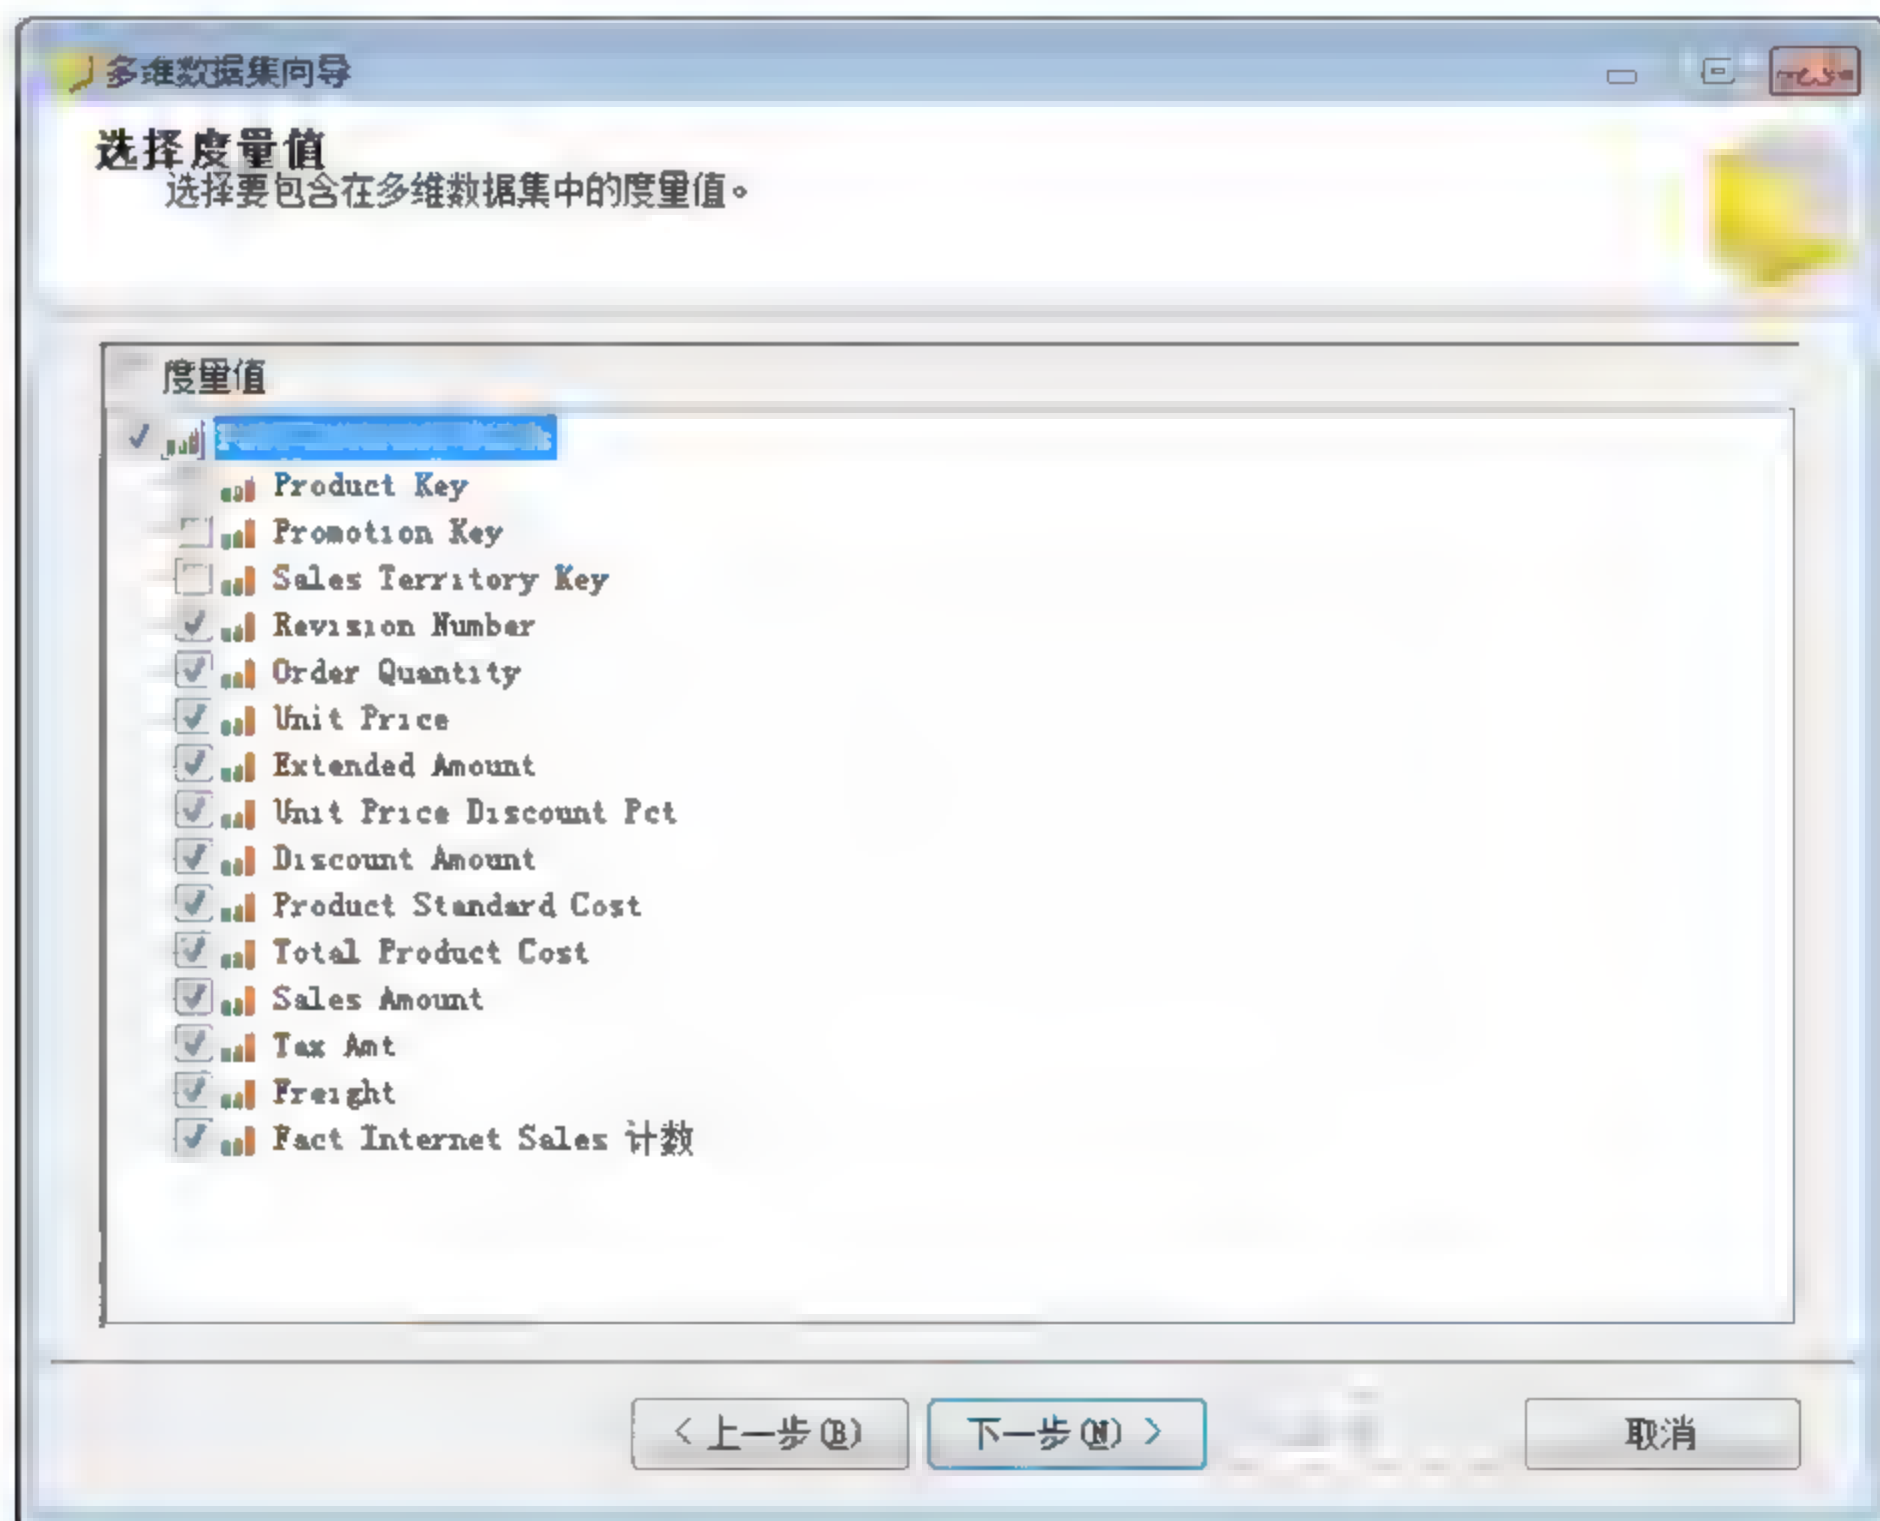 多维数据集向导
选择度量值
选择要包含在多维数据集中的度量值。
度量值
Product Key
Promotion Key
Sales Territory Key
Revision Number
Order Quantity
Unit Price
Extended Amount
Unit Price Discount Pct
Discount Amount
Product Standard Cost
Total Product Cost
Sales Amount
Tax Amt
Freight
Fact Internet Sales 计数
< 上一步(B)
下一步(N) >
取消